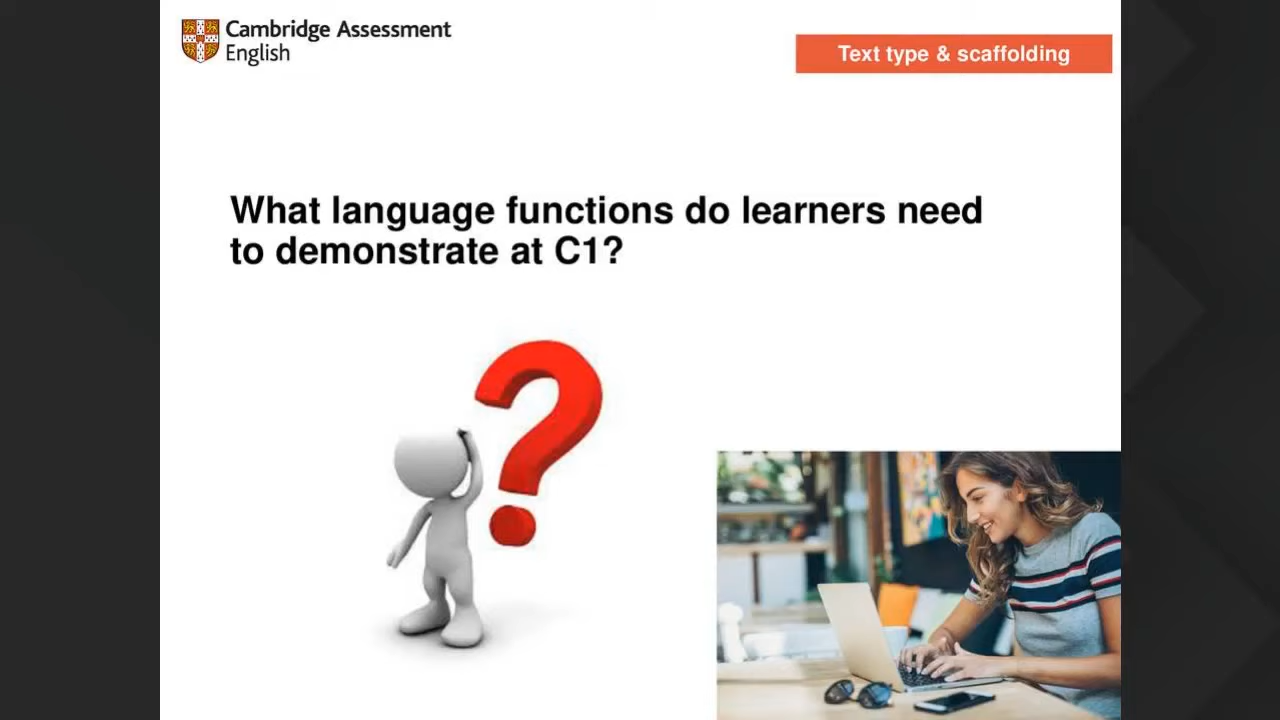 Cambridge Assessment
English
Text type & scaffolding
What language functions do learners need
to demonstrate at C1?